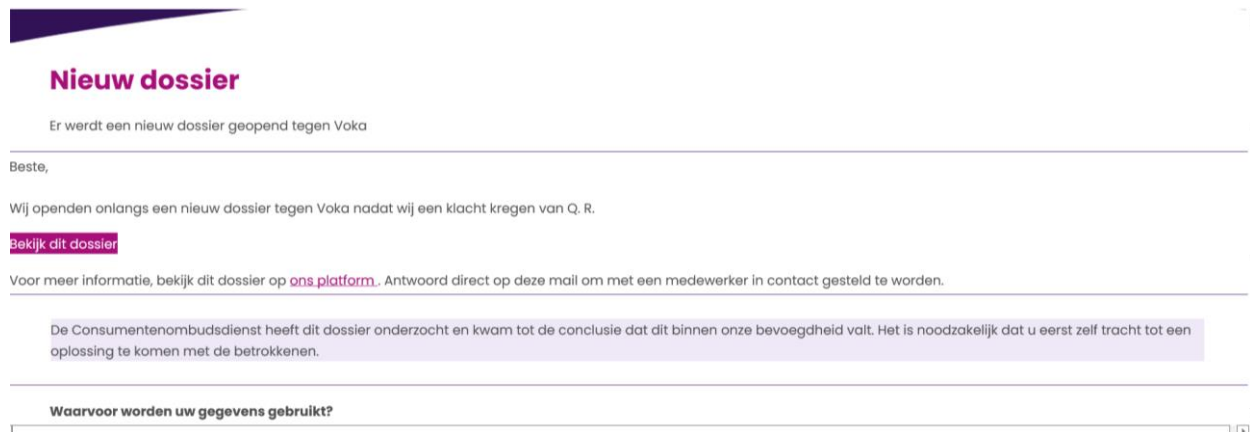 Nieuw dossier
Er werdt een nieuw dossier geopend tegen Voka
Beste,
Wij openden onlangs een nieuw dossier tegen Voka nadat wij een klacht kregen van Q. R.
Bekijk dit dossier
Voor meer informatie, bekijk dit dossier op ons platform . Antwoord direct op deze mail om met een medewerker in contact gesteld te worden.
De Consumentenombudsdienst heeft dit dossier onderzocht en kwam tot de conclusie dat dit binnen onze bevoegdheid valt. Het is noodzakelijk dat u eerst zelf tracht tot een
oplossing te komen met de betrokkenen.
Waarvoor worden uw gegevens gebruikt?